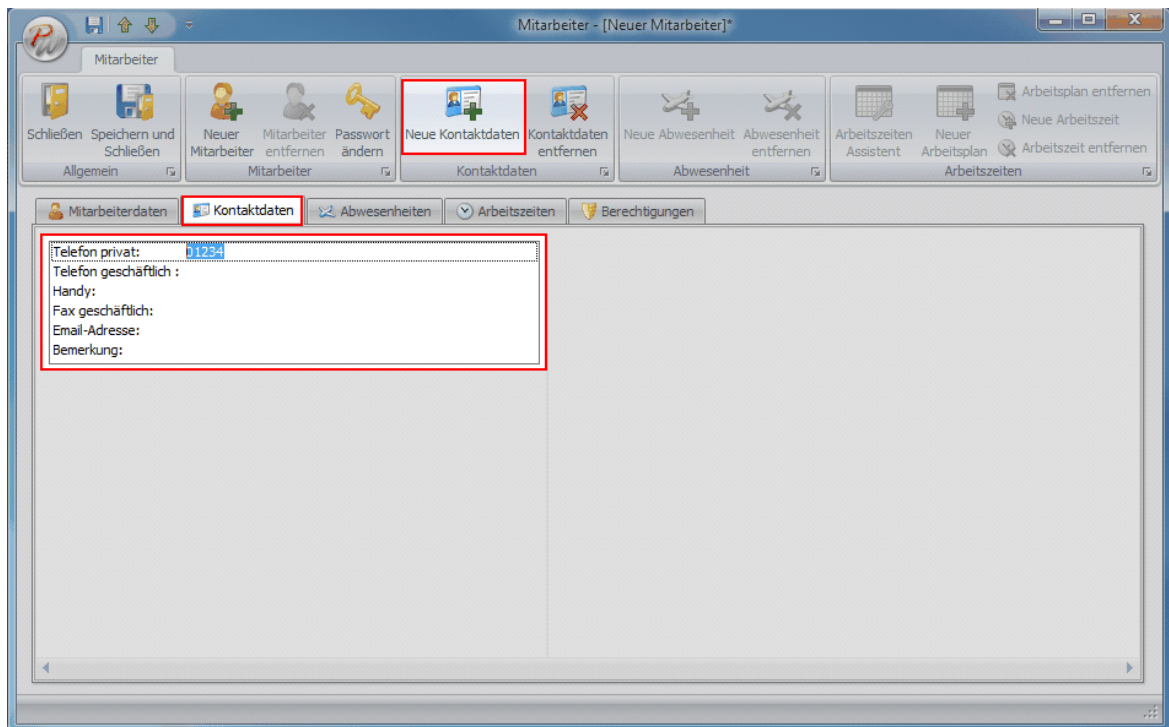 Mitarbeiter - [Neuer Mitarbeiter]*
PW
Mitarbeiter
Schließen
Speichern und
Schließen
Allgemein
Neuer
Mitarbeiter
Mitarbeiter
entfernen
Passwort
ändern
Mitarbeiter
Neue Kontaktdaten
Kontaktdaten
entfernen
Kontaktdaten
Neue Abwesenheit
Abwesenheit
entfernen
Abwesenheit
Arbeitszeiten
Assistent
Neuer
Arbeitsplan
Arbeitsplan entfernen
Neue Arbeitszeit
Arbeitszeit entfernen
Arbeitszeiten
Mitarbeiterdaten Kontaktdaten Abwesenheiten Arbeitszeiten Berechtigungen
Telefon privat: 01234
Telefon geschäftlich :
Handy:
Fax geschäftlich:
Email-Adresse:
Bemerkung: